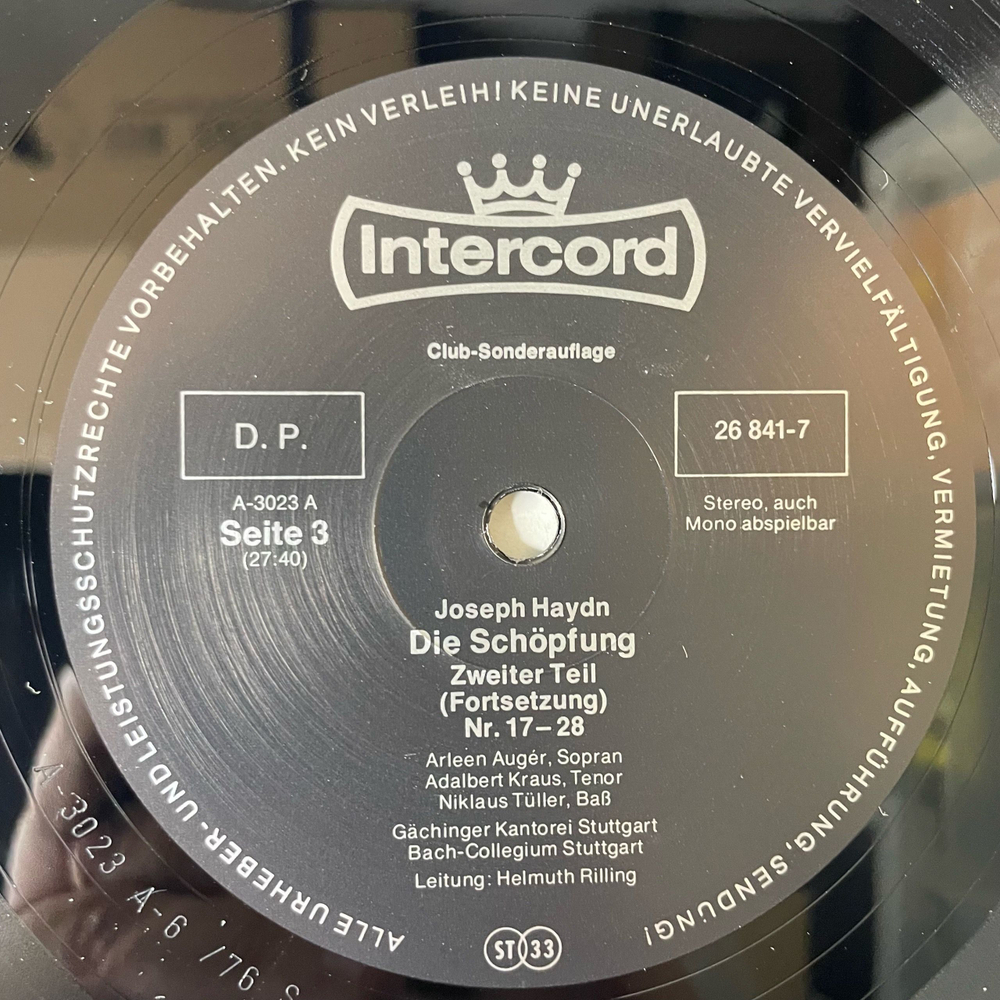 ALLE URHEBER- UND LEISTUNGSSCHUTZRECHTE VORBEHALTEN. KEIN VERLEIH! KEINE UNERLAUBTE VERVIELFÄLTIGUNG, VERMIETUNG, AUFFÜHRUNG, SENDUNG!
Intercord
Club-Sonderauflage
D. P.
26 841-7
A-3023 A
Seite 3
(27:40)
Stereo, auch
Mono abspielbar
Joseph Haydn
Die Schöpfung
Zweiter Teil
(Fortsetzung)
Nr. 17–28
Arleen Augér, Sopran
Adalbert Kraus, Tenor
Niklaus Tüller, Baß
Gächinger Kantorei Stuttgart
Bach-Collegium Stuttgart
Leitung: Helmuth Rilling
ST 33
A-3023 A-6 /76 S